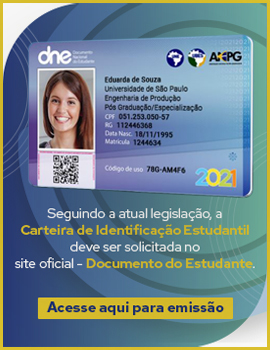 dne
Documento
Nacional
do Estudante
ANPG
Eduarda de Souza
Universidade de São Paulo
Engenharia de Produção
Pós Graduação/Especialização
CPF 051.253.050-57
RG 112446368
Data Nasc. 18/11/1995
Matrícula 1244634
Código de uso: 78G-AM4F6
2021
Seguindo a atual legislação, a
Carteira de Identificação Estudantil
deve ser solicitada no
site oficial - Documento do Estudante.
Acesse aqui para emissão